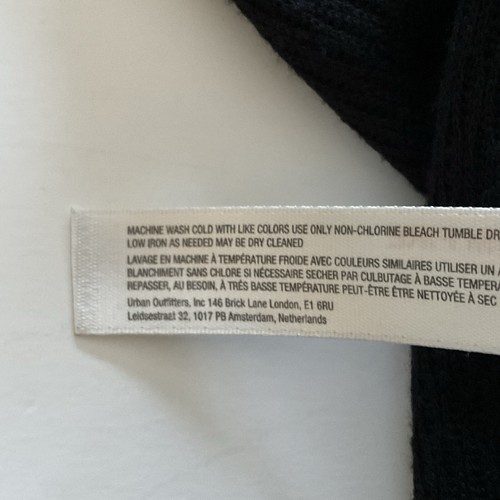 MACHINE WASH COLD WITH LIKE COLORS USE ONLY NON-CHLORINE BLEACH TUMBLE DR
LOW IRON AS NEEDED MAY BE DRY CLEANED
LAVAGE EN MACHINE À TEMPÉRATURE FROIDE AVEC COULEURS SIMILAIRES UTILISER UN A
BLANCHIMENT SANS CHLORE SI NÉCESSAIRE SECHER PAR CULBUTAGE À BASSE TEMPERA
REPASSER, AU BESOIN, À TRÉS BASSE TEMPÉRATURE PEUT-ÊTRE ÊTRE NETTOYÉE À SEC
Urban Outfitters, Inc 146 Brick Lane London, E1 6RU
Leidsestraat 32, 1017 PB Amsterdam, Netherlands